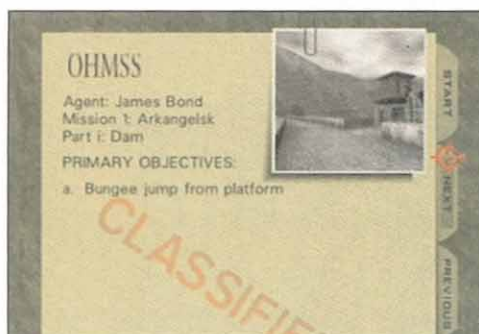 OHMSS
Agent: James Bond
Mission 1: Arkangelsk
Part i: Dam
PRIMARY OBJECTIVES:
a. Bungee jump from platform
CLASSIFIE
START
NEXT
PREVIOUS